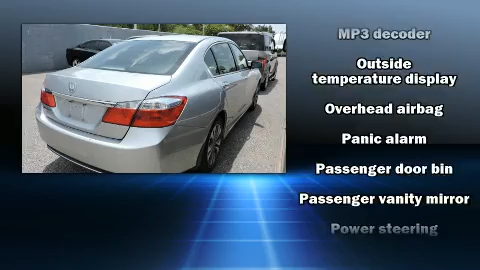 MP3 decoder
Outside
temperature display
Overhead airbag
Panic alarm
Passenger door bin
Passenger vanity mirror
Power steering